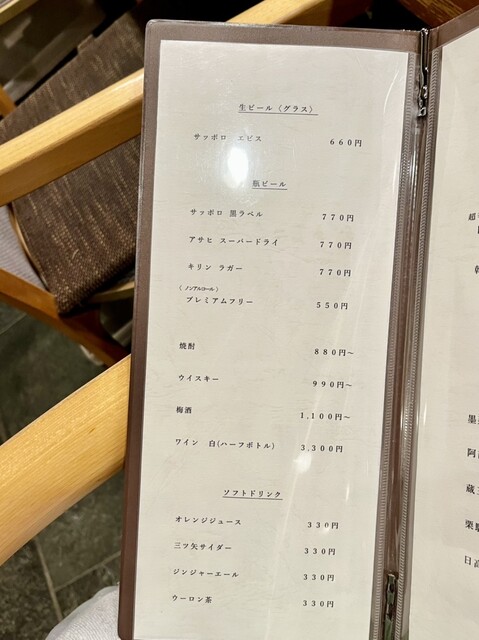 生ビール（グラス）
サッポロ エビス 660円
瓶ビール
サッポロ 黒ラベル 770円
アサヒ スーパードライ 770円
キリン ラガー 770円
（ノンアルコール）
プレミアムフリー 550円
焼酎 880円～
ウイスキー 990円～
梅酒 1,100円～
ワイン 白(ハーフボトル) 3,300円
ソフトドリンク
オレンジジュース 330円
三ツ矢サイダー 330円
ジンジャーエール 330円
ウーロン茶 330円
超
阿
蔵
栗
日